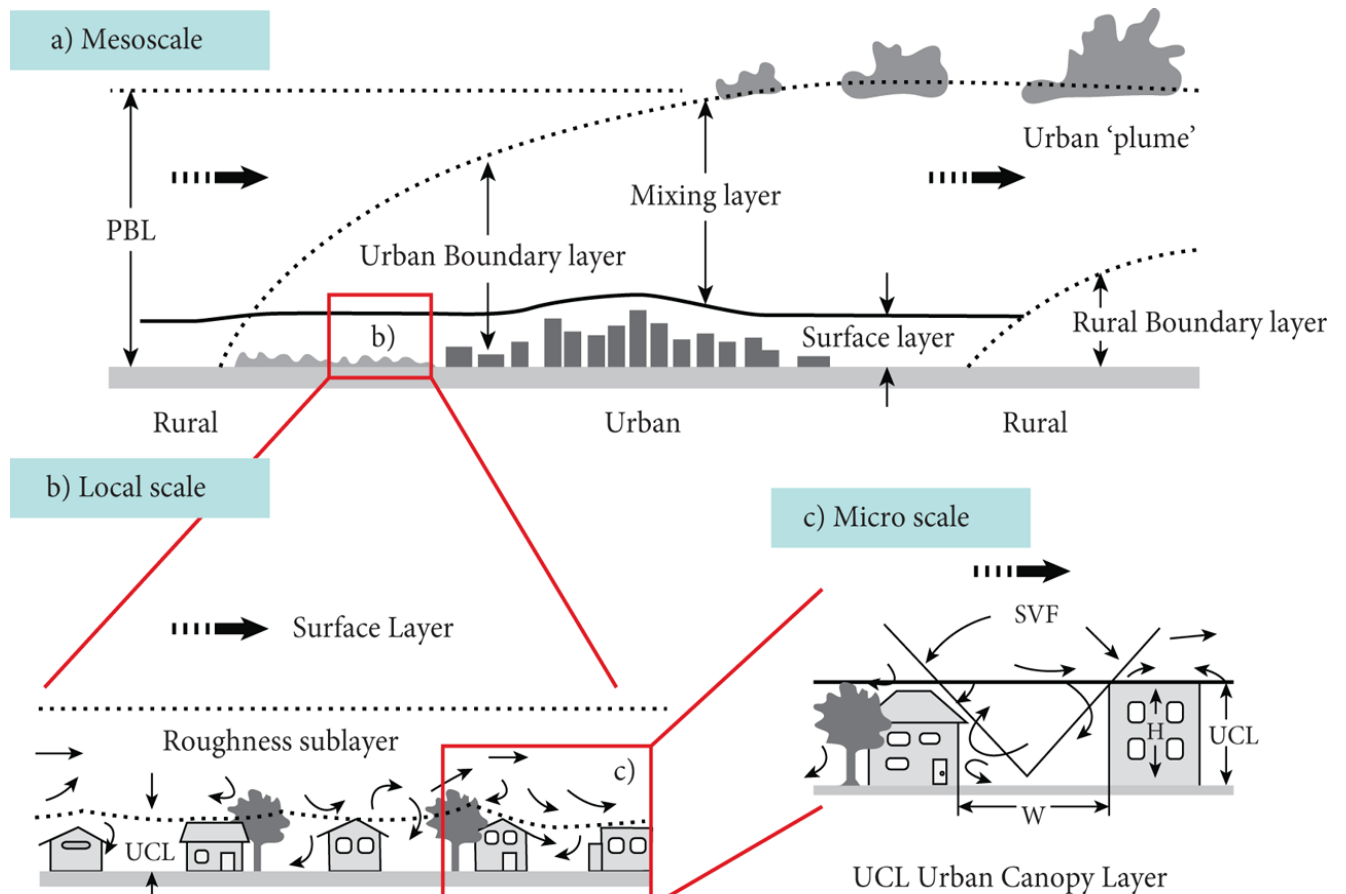 a) Mesoscale
Urban ‘plume’
PBL
Mixing layer
Urban Boundary layer
b)
Surface layer
Rural Boundary layer
Rural
Urban
Rural
b) Local scale
Surface Layer
Roughness sublayer
c)
UCL
c) Micro scale
SVF
H
UCL
W
UCL Urban Canopy Layer